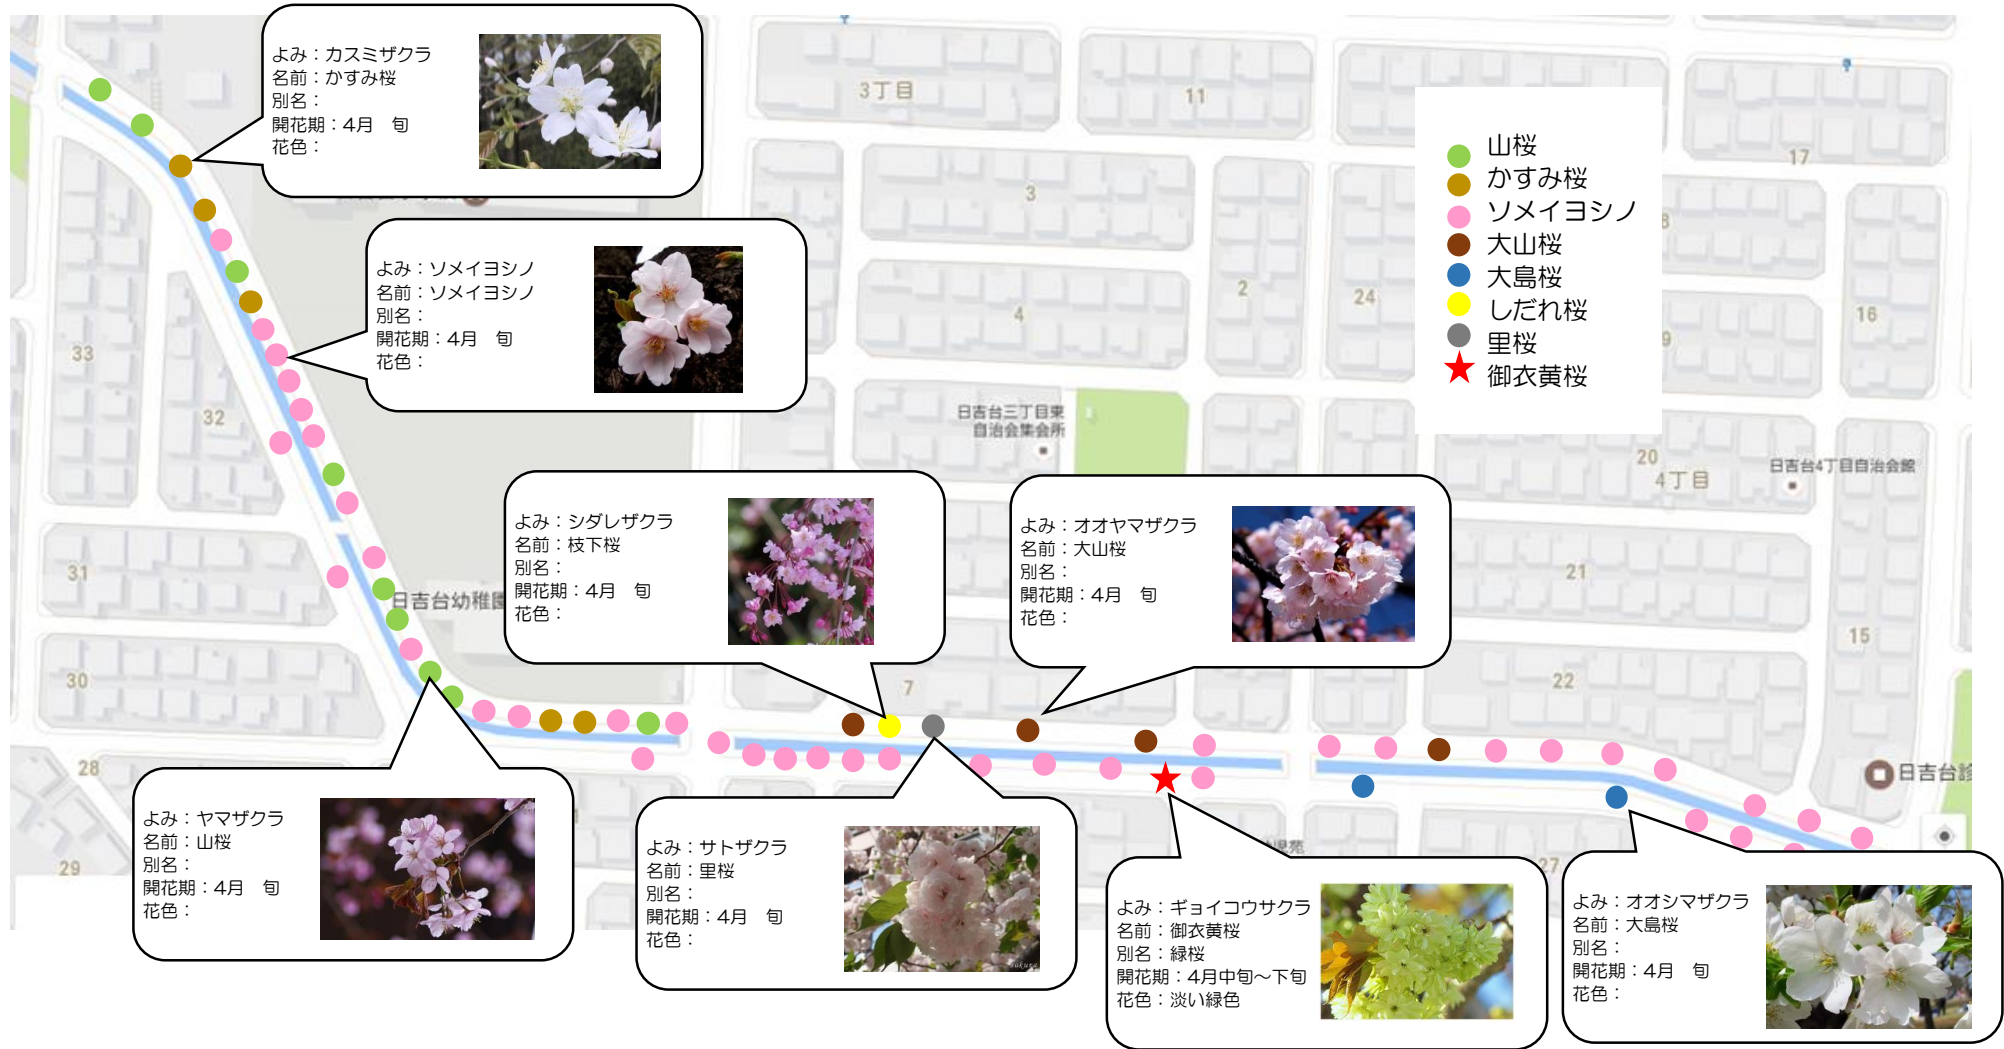 よみ：カスミザクラ
名前：かすみ桜
別名：
開花期：4月　旬
花色：
よみ：ソメイヨシノ
名前：ソメイヨシノ
別名：
開花期：4月　旬
花色：
よみ：シダレザクラ
名前：枝下桜
別名：
開花期：4月　旬
花色：
よみ：オオヤマザクラ
名前：大山桜
別名：
開花期：4月　旬
花色：
よみ：ヤマザクラ
名前：山桜
別名：
開花期：4月　旬
花色：
よみ：サトザクラ
名前：里桜
別名：
開花期：4月　旬
花色：
よみ：ギョイコウサクラ
名前：御衣黄桜
別名：緑桜
開花期：4月中旬～下旬
花色：淡い緑色
よみ：オオシマザクラ
名前：大島桜
別名：
開花期：4月　旬
花色：
山桜
かすみ桜
ソメイヨシノ
大山桜
大島桜
しだれ桜
里桜
御衣黄桜
3丁目
11
17
3
8
2
24
16
4
9
33
32
日吉台三丁目東
自治会集会所
20
4丁目
日吉台4丁目自治会館
31
日吉台幼稚園
21
15
30
7
22
28
日吉台診
29
27
sakura